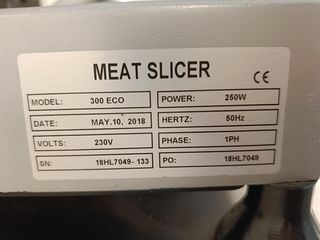 MEAT SLICER
CE
MODEL: 300 ECO POWER: 250W
DATE: MAY.10, 2018 HERTZ: 50Hz
VOLTS: 230V PHASE: 1PH
SN: 18HL7049- 133 PO: 18HL7049